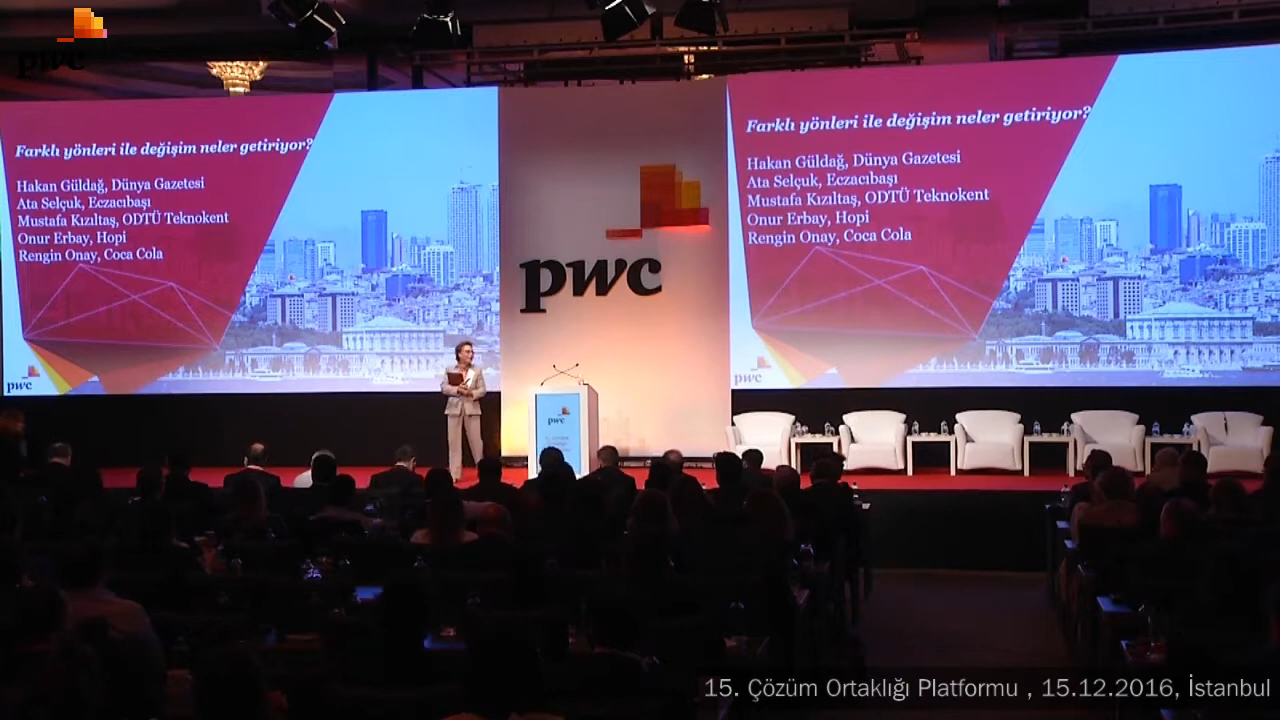 pwc
Farklı yönleri ile değişim neler getiriyor?
Hakan Güldağ, Dünya Gazetesi
Ata Selçuk, Eczacıbaşı
Mustafa Kızıltaş, ODTÜ Teknokent
Onur Erbay, Hopi
Rengin Onay, Coca Cola
pwc
pwc
Farklı yönleri ile değişim neler getiriyor?
Hakan Güldağ, Dünya Gazetesi
Ata Selçuk, Eczacıbaşı
Mustafa Kızıltaş, ODTÜ Teknokent
Onur Erbay, Hopi
Rengin Onay, Coca Cola
pwc
pwc
15. Çözüm Ortaklığı Platformu , 15.12.2016, İstanbul